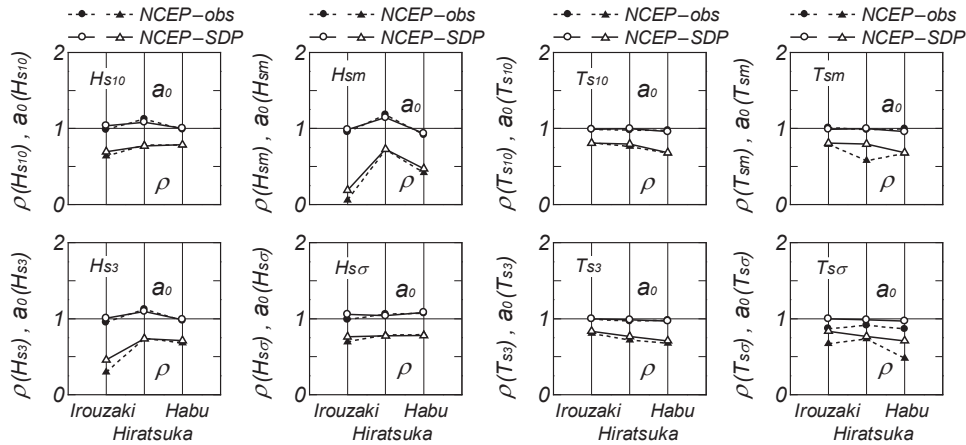 NCEP−obs NCEP−obs NCEP−obs NCEP−obs
NCEP−SDP NCEP−SDP NCEP−SDP NCEP−SDP
ρ(Hs10) , a0(Hs10)
2
1
0
Hs10
a0
ρ
ρ(Hsm) , a0(Hsm)
2
1
0
Hsm
a0
ρ
ρ(Ts10) , a0(Ts10)
2
1
0
Ts10
a0
ρ
ρ(Tsm) , a0(Tsm)
2
1
0
Tsm
a0
ρ
ρ(Hs3) , a0(Hs3)
2
1
0
Hs3
a0
ρ
Irouzaki Habu
Hiratsuka
ρ(Hsσ) , a0(Hsσ)
2
1
0
Hsσ
a0
ρ
Irouzaki Habu
Hiratsuka
ρ(Ts3) , a0(Ts3)
2
1
0
Ts3
a0
ρ
Irouzaki Habu
Hiratsuka
ρ(Tsσ) , a0(Tsσ)
2
1
0
Tsσ
a0
ρ
Irouzaki Habu
Hiratsuka